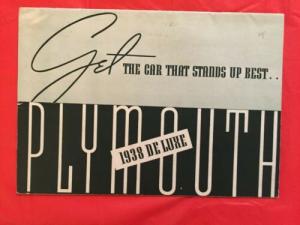 Get THE CAR THAT STANDS UP BEST..
PLYMOUTH
1938 DE LUXE